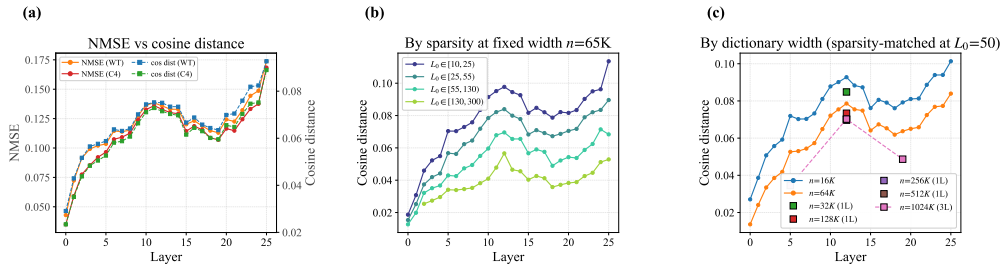 (a)
NMSE vs cosine distance
NMSE (WT)
NMSE (C4)
cos dist (WT)
cos dist (C4)
0.175
0.150
0.125
0.100
0.075
0.050
NMSE
0.08
0.06
0.04
0.02
Cosine distance
0 5 10 15 20 25
Layer
(b)
By sparsity at fixed width n=65K
L₀∈[10, 25)
L₀∈[25, 55)
L₀∈[55, 130)
L₀∈[130, 300)
0.10
0.08
0.06
0.04
0.02
Cosine distance
0 5 10 15 20 25
Layer
(c)
By dictionary width (sparsity-matched at L₀=50)
0.10
0.08
0.06
0.04
0.02
Cosine distance
n=16K
n=64K
n=32K (1L)
n=128K (1L)
n=256K (1L)
n=512K (1L)
n=1024K (3L)
0 5 10 15 20 25
Layer